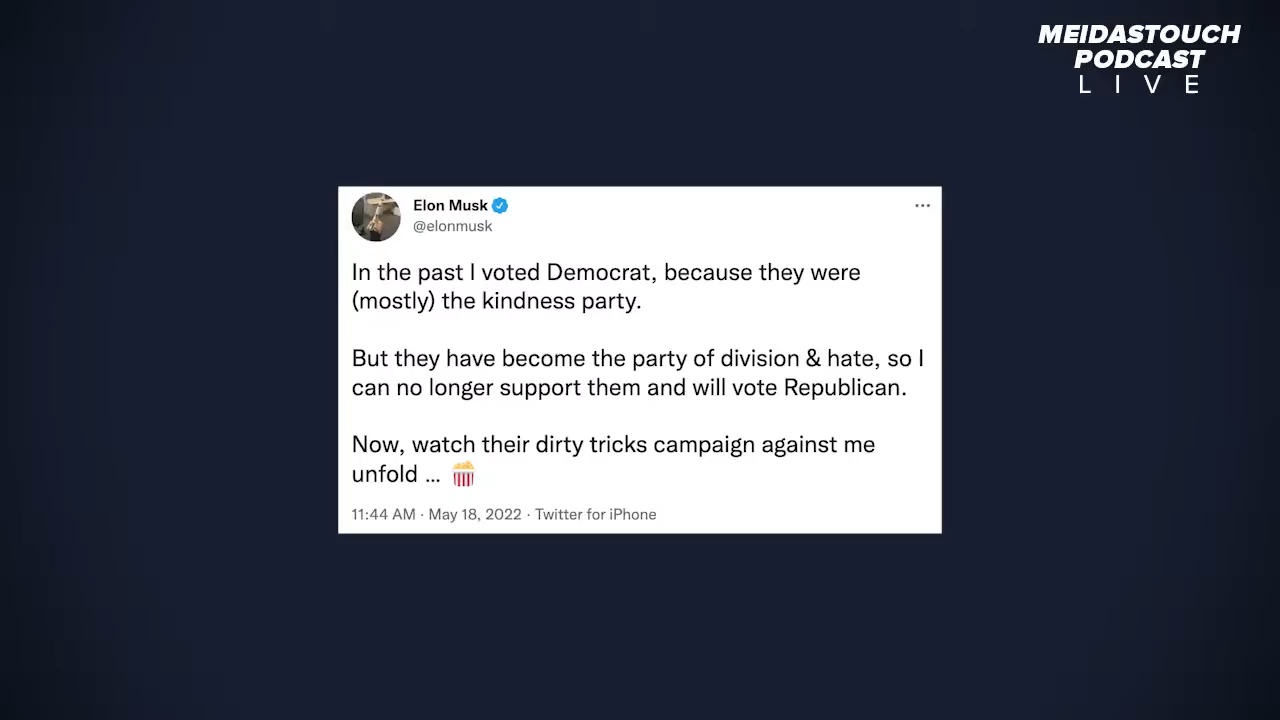 MEIDASTOUCH
PODCAST
LIVE
Elon Musk
@elonmusk
In the past I voted Democrat, because they were
(mostly) the kindness party.
But they have become the party of division & hate, so I
can no longer support them and will vote Republican.
Now, watch their dirty tricks campaign against me
unfold … 🍿
11:44 AM · May 18, 2022 · Twitter for iPhone